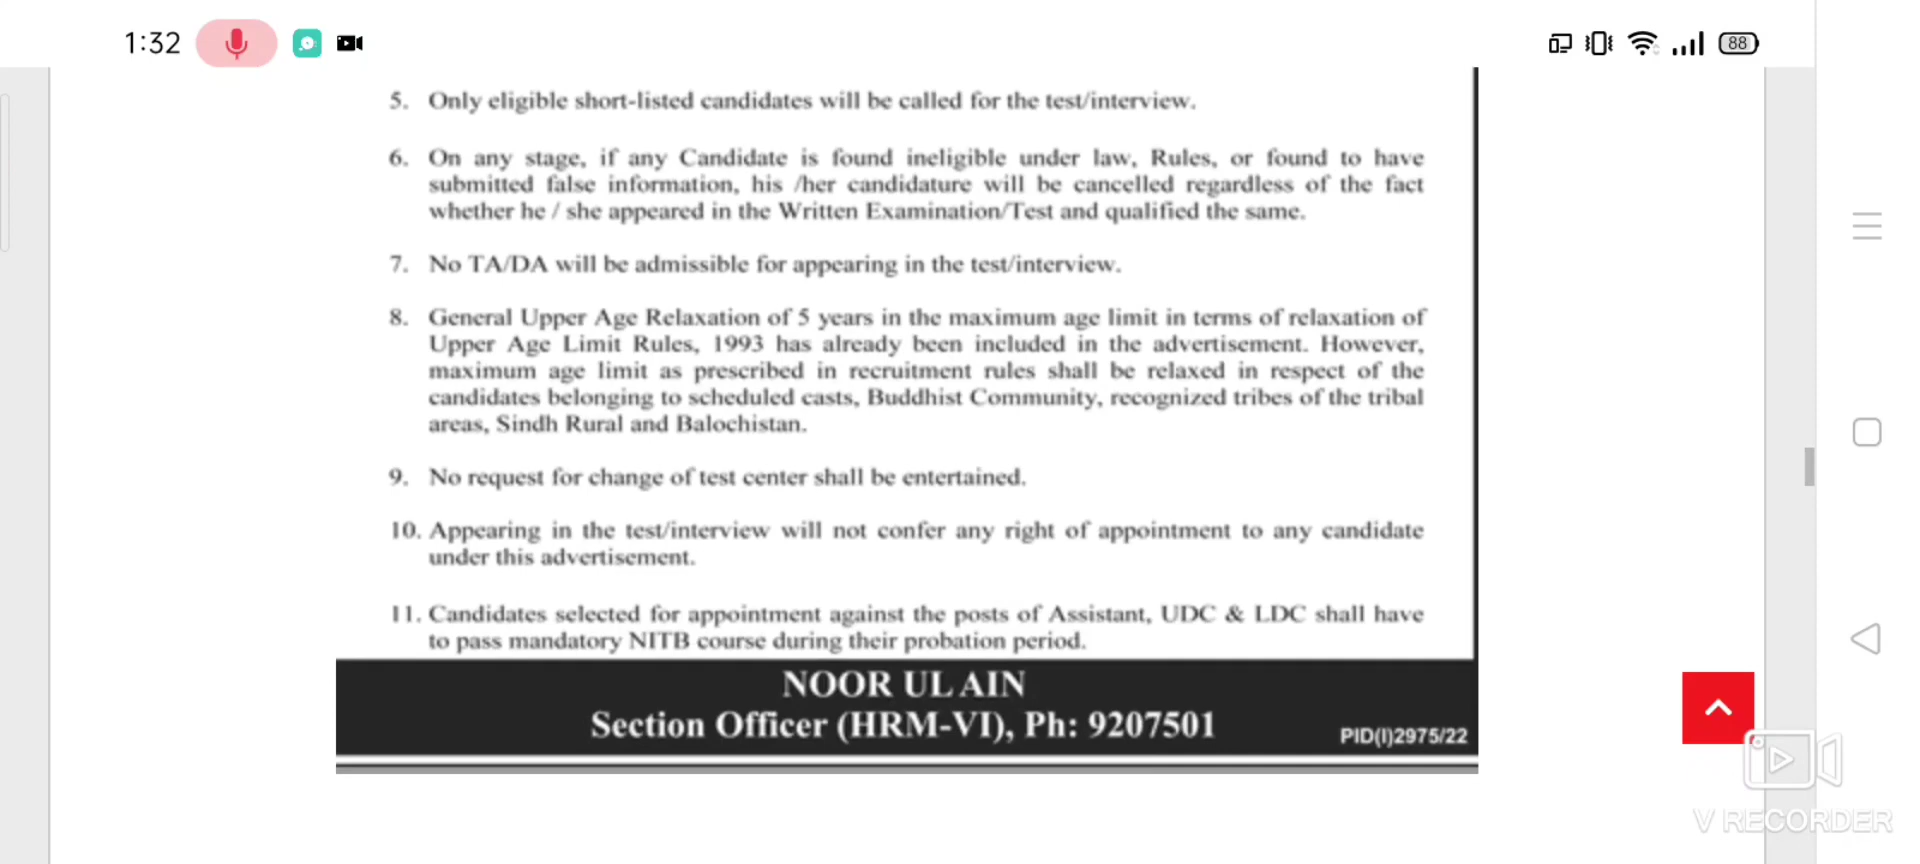 1:32
88
5. Only eligible short-listed candidates will be called for the test/interview.
6. On any stage, if any Candidate is found ineligible under law, Rules, or found to have
submitted false information, his /her candidature will be cancelled regardless of the fact
whether he / she appeared in the Written Examination/Test and qualified the same.
7. No TA/DA will be admissible for appearing in the test/interview.
8. General Upper Age Relaxation of 5 years in the maximum age limit in terms of relaxation of
Upper Age Limit Rules, 1993 has already been included in the advertisement. However,
maximum age limit as prescribed in recruitment rules shall be relaxed in respect of the
candidates belonging to scheduled casts, Buddhist Community, recognized tribes of the tribal
areas, Sindh Rural and Balochistan.
9. No request for change of test center shall be entertained.
10. Appearing in the test/interview will not confer any right of appointment to any candidate
under this advertisement.
11. Candidates selected for appointment against the posts of Assistant, UDC & LDC shall have
to pass mandatory NITB course during their probation period.
NOOR UL AIN
Section Officer (HRM-VI), Ph: 9207501
PID(I)2975/22
V RECORDER